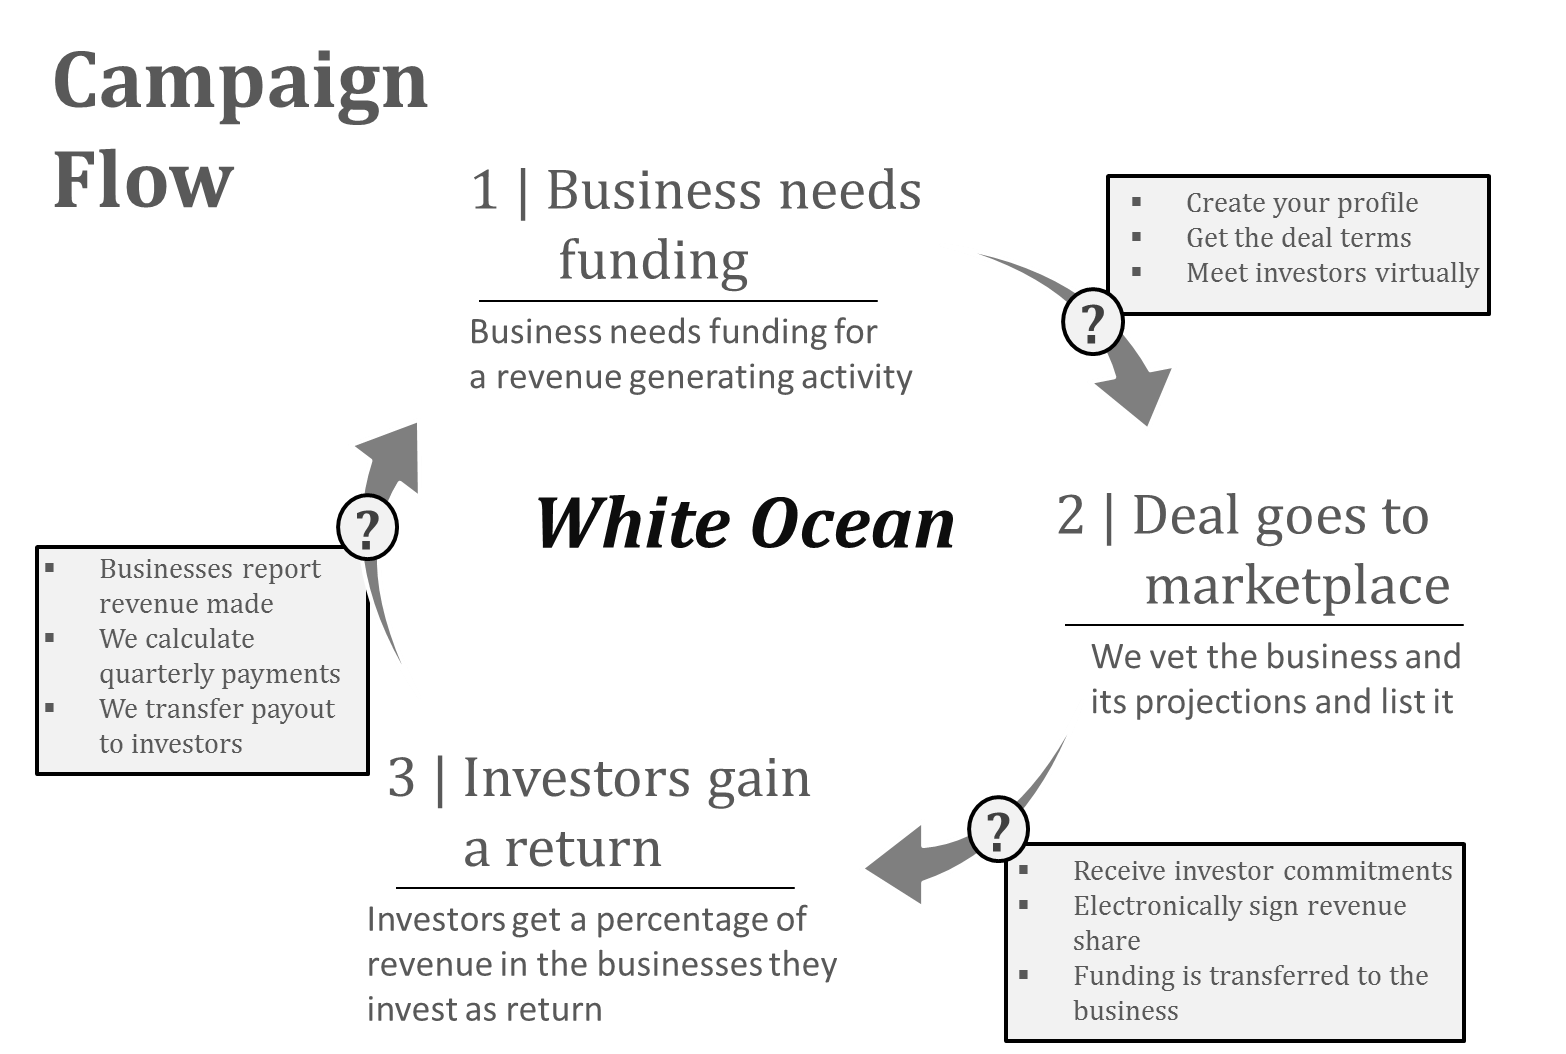 Campaign
Flow
1 | Business needs
funding
Business needs funding for
a revenue generating activity
?
▪ Create your profile
▪ Get the deal terms
▪ Meet investors virtually
White Ocean
2 | Deal goes to
marketplace
We vet the business and
its projections and list it
?
▪ Receive investor commitments
▪ Electronically sign revenue
share
▪ Funding is transferred to the
business
3 | Investors gain
a return
Investors get a percentage of
revenue in the businesses they
invest as return
?
▪ Businesses report
revenue made
▪ We calculate
quarterly payments
▪ We transfer payout
to investors